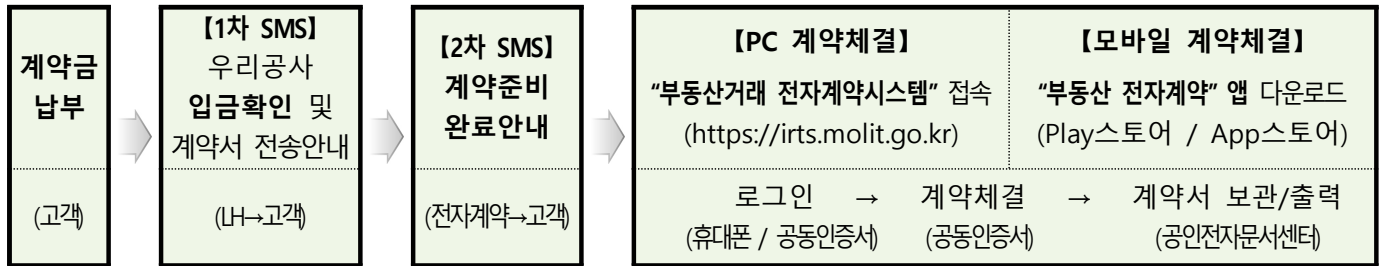 계약금
납부
(고객)
【1차 SMS】
우리공사
입금확인 및
계약서 전송안내
(LH→고객)
【2차 SMS】
계약준비
완료안내
(전자계약→고객)
【PC 계약체결】
“부동산거래 전자계약시스템” 접속
(https://irts.molit.go.kr)
【모바일 계약체결】
“부동산 전자계약” 앱 다운로드
(Play스토어 / App스토어)
로그인 → 계약체결 → 계약서 보관/출력
(휴대폰 / 공동인증서) (공동인증서) (공인전자문서센터)